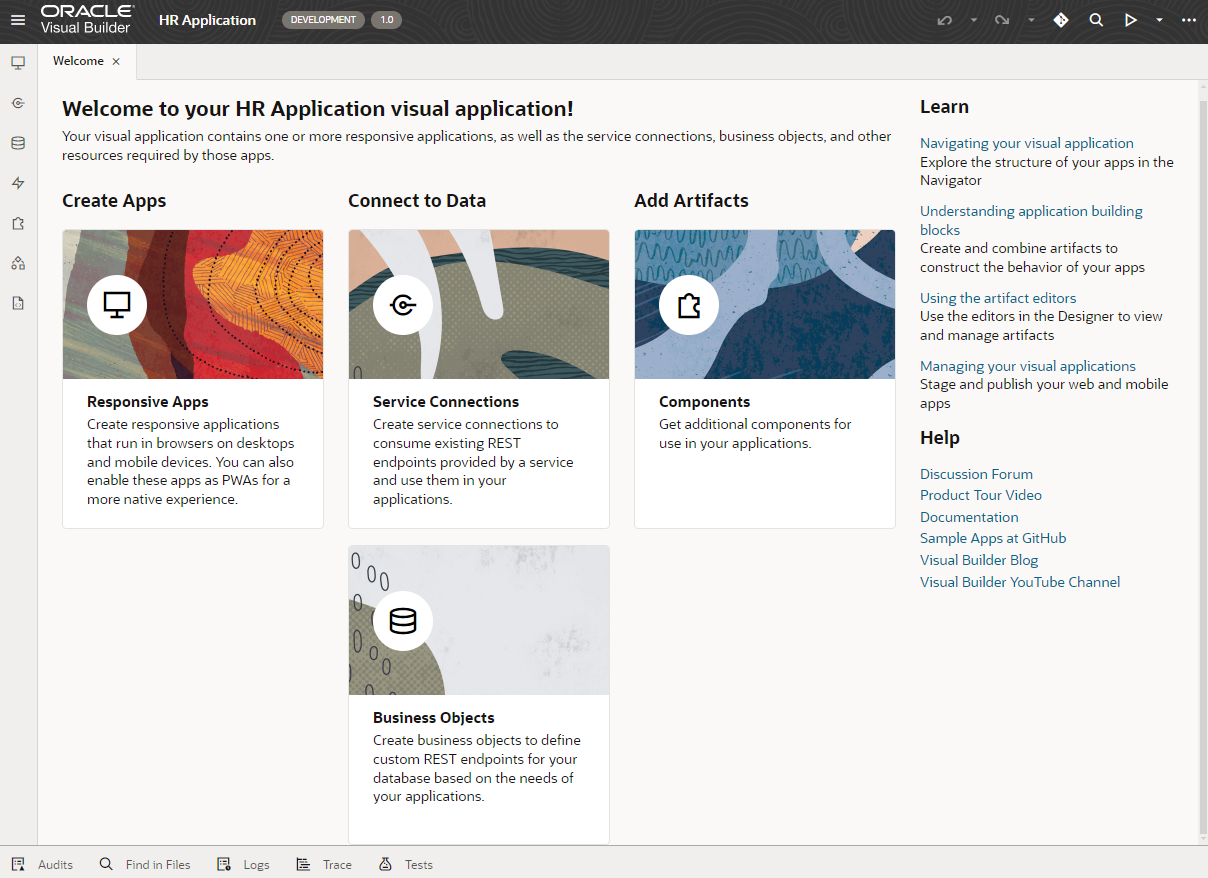 ORACLE
Visual Builder
HR Application
DEVELOPMENT
1.0
Welcome ×
Welcome to your HR Application visual application!
Your visual application contains one or more responsive applications, as well as the service connections, business objects, and other
resources required by those apps.
Create Apps
Responsive Apps
Create responsive applications
that run in browsers on desktops
and mobile devices. You can also
enable these apps as PWAs for a
more native experience.
Connect to Data
Service Connections
Create service connections to
consume existing REST
endpoints provided by a service
and use them in your
applications.
Business Objects
Create business objects to define
custom REST endpoints for your
database based on the needs of
your applications.
Add Artifacts
Components
Get additional components for
use in your applications.
Learn
Navigating your visual application
Explore the structure of your apps in the
Navigator
Understanding application building
blocks
Create and combine artifacts to
construct the behavior of your apps
Using the artifact editors
Use the editors in the Designer to view
and manage artifacts
Managing your visual applications
Stage and publish your web and mobile
apps
Help
Discussion Forum
Product Tour Video
Documentation
Sample Apps at GitHub
Visual Builder Blog
Visual Builder YouTube Channel
Audits
Find in Files
Logs
Trace
Tests